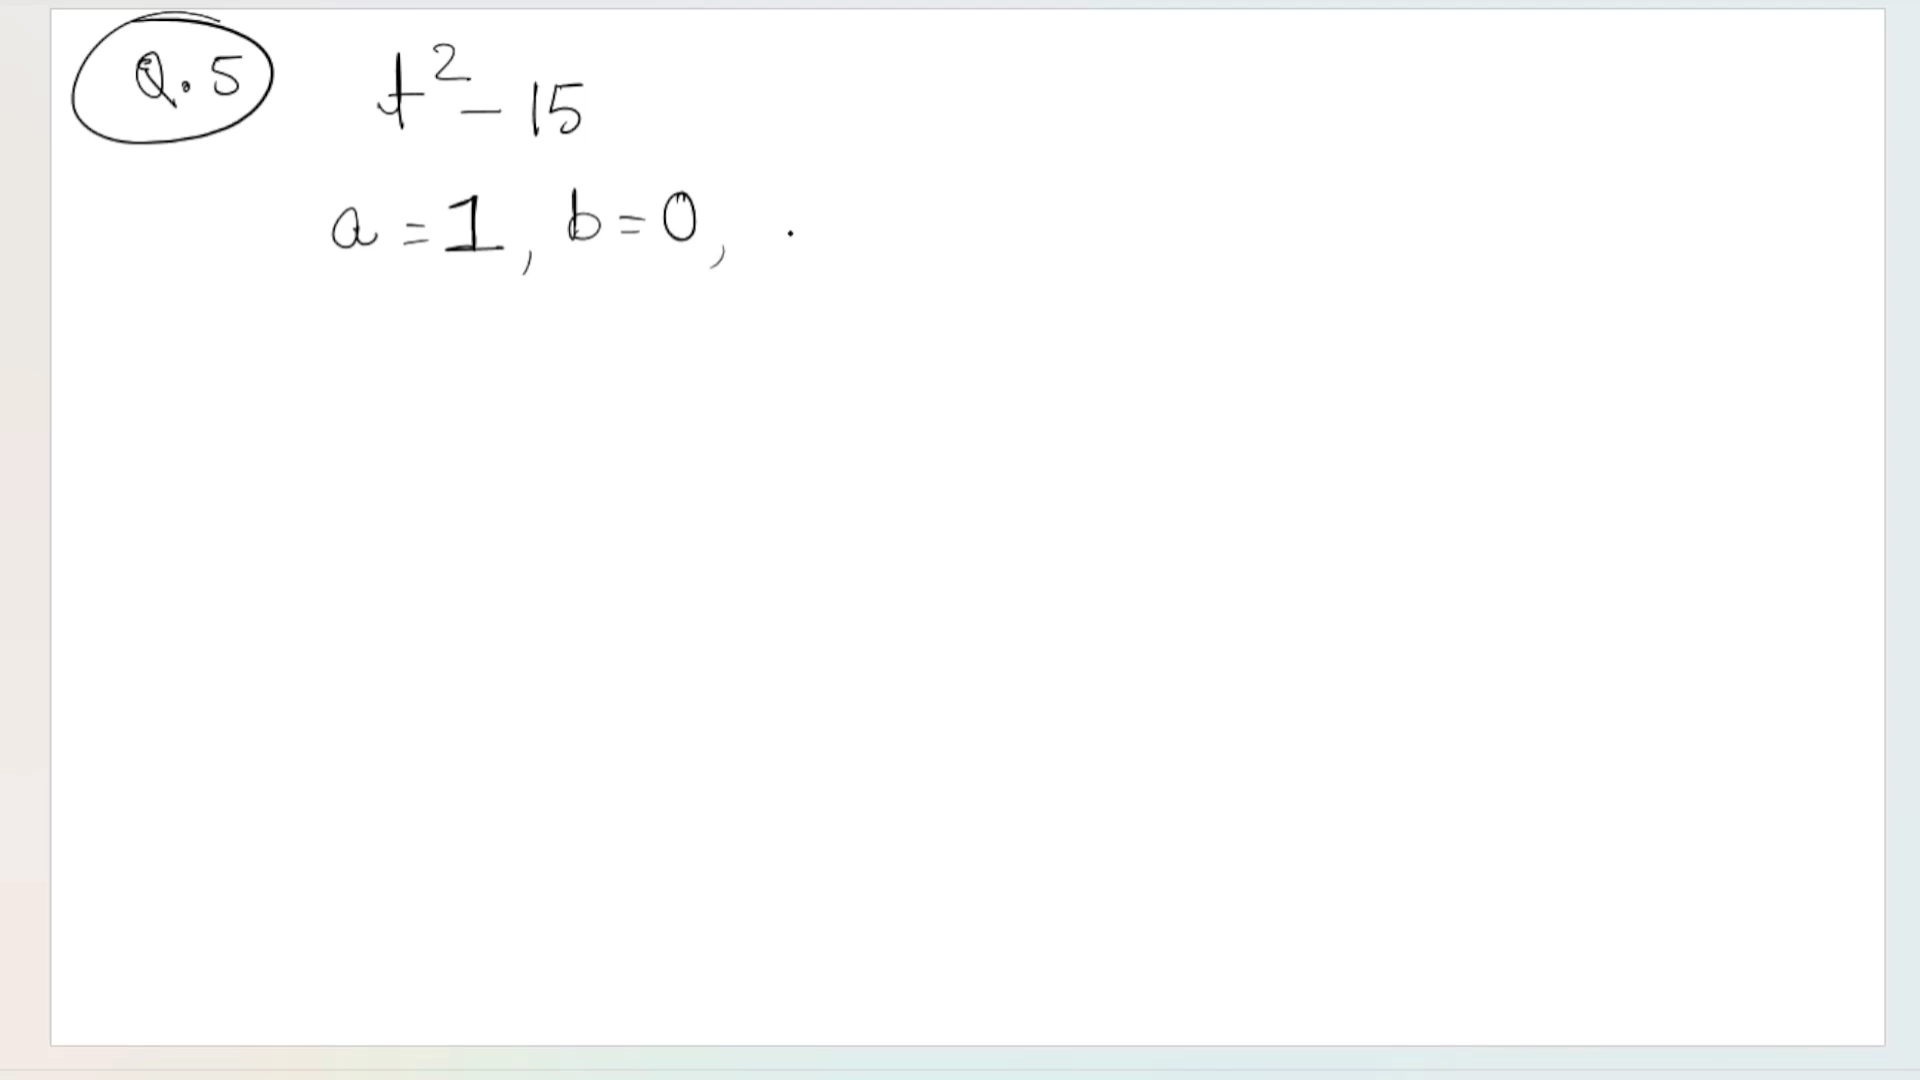 Q.5 t² - 15
a = 1, b = 0, .